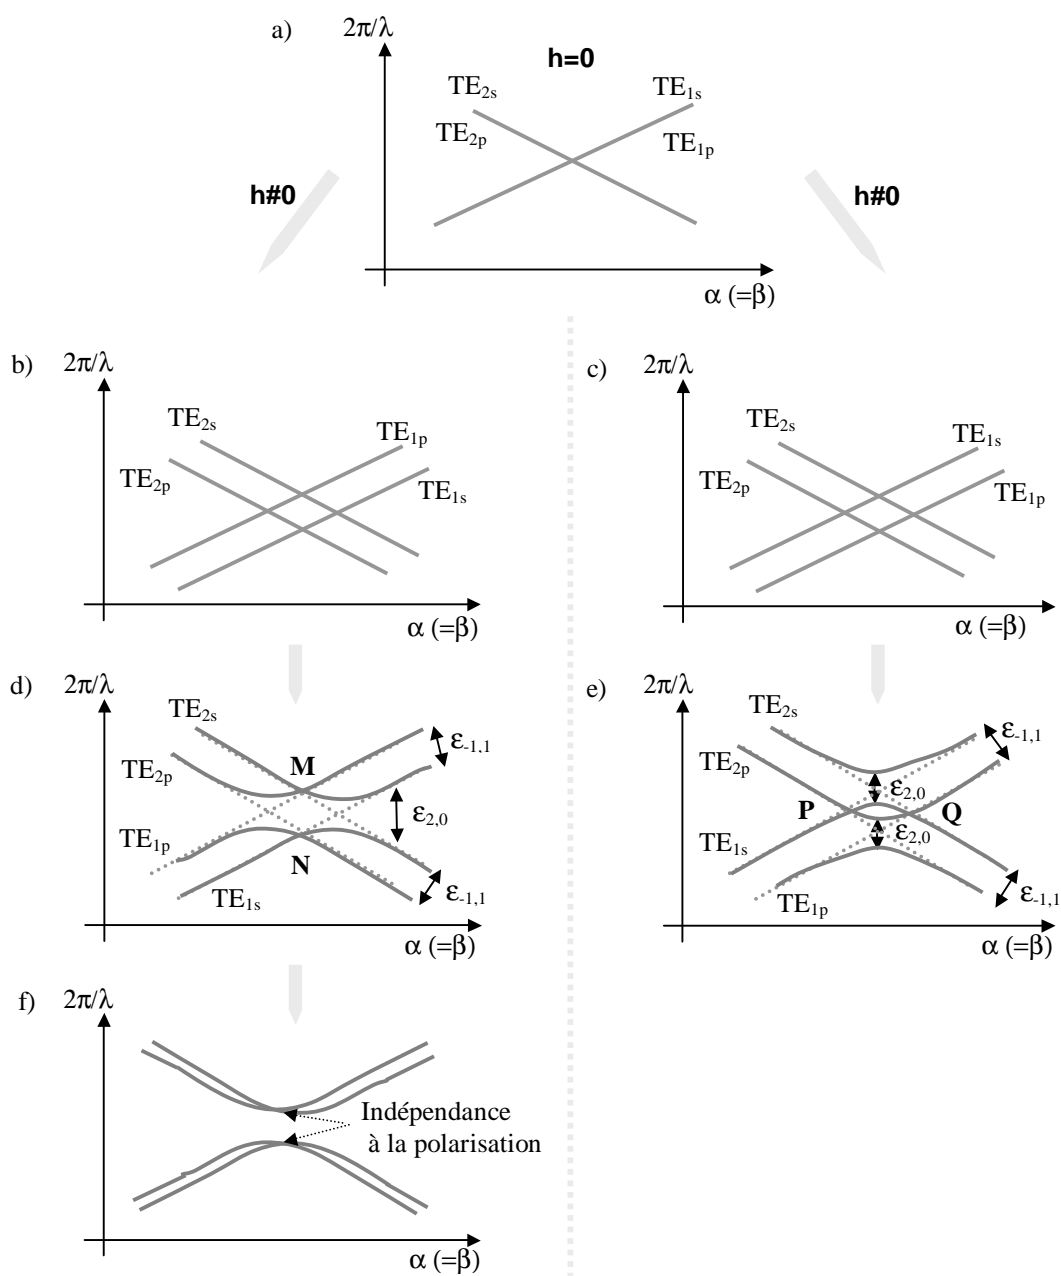 a) 2π/λ
h=0
TE2s TE1s
TE2p TE1p
h#0 h#0
α (=β)
b) 2π/λ
TE2s TE1p
TE2p TE1s
α (=β)
c) 2π/λ
TE2s TE1s
TE2p TE1p
α (=β)
d) 2π/λ
TE2s
ε-1,1
TE2p M
ε2,0
TE1p
N
TE1s ε-1,1
α (=β)
e) 2π/λ
TE2s
ε-1,1
TE2p
ε2,0
P Q
ε2,0
TE1s
ε-1,1
TE1p
α (=β)
f) 2π/λ
Indépendance
à la polarisation
α (=β)